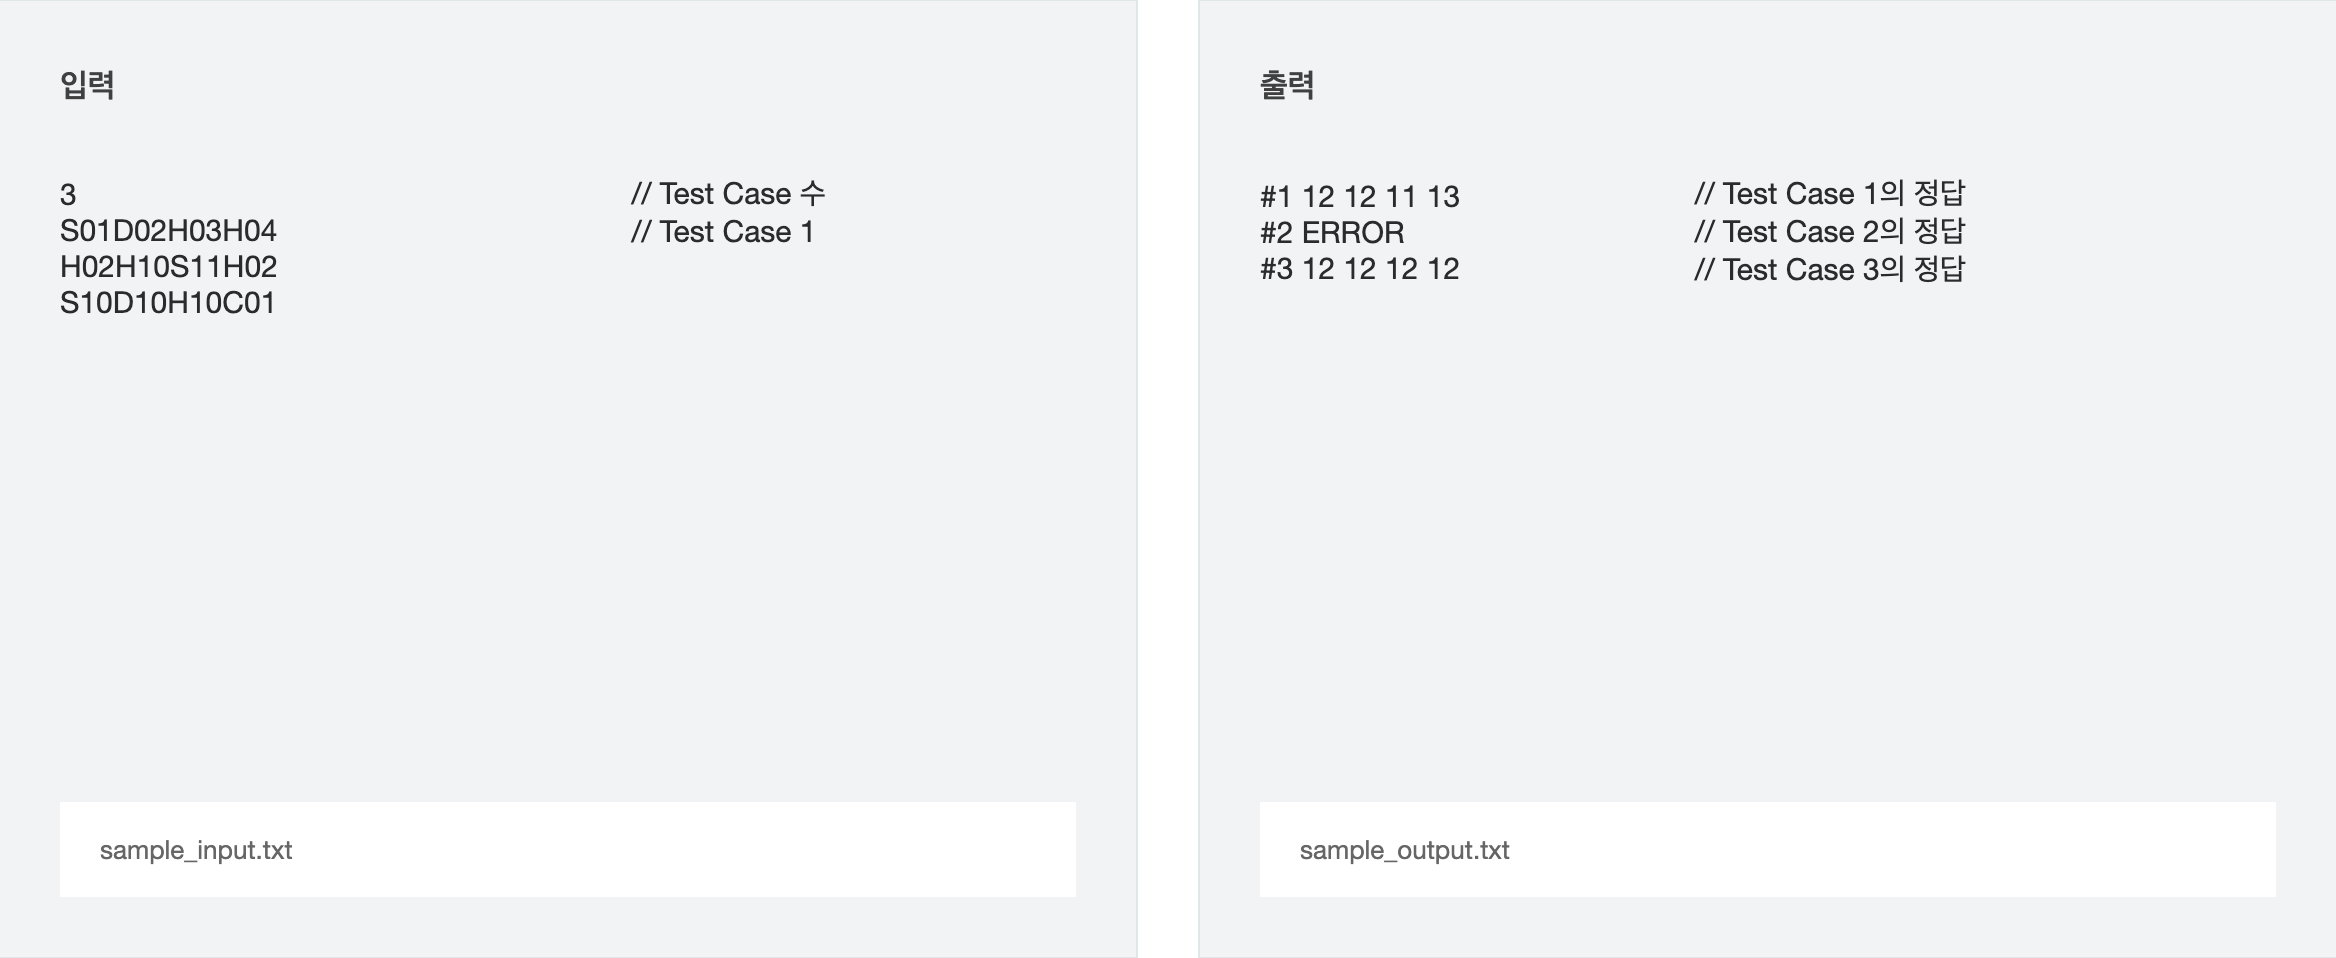 입력
3
// Test Case 수
S01D02H03H04
// Test Case 1
H02H10S11H02
S10D10H10C01
sample_input.txt
출력
#1 12 12 11 13
// Test Case 1의 정답
#2 ERROR
// Test Case 2의 정답
#3 12 12 12 12
// Test Case 3의 정답
sample_output.txt